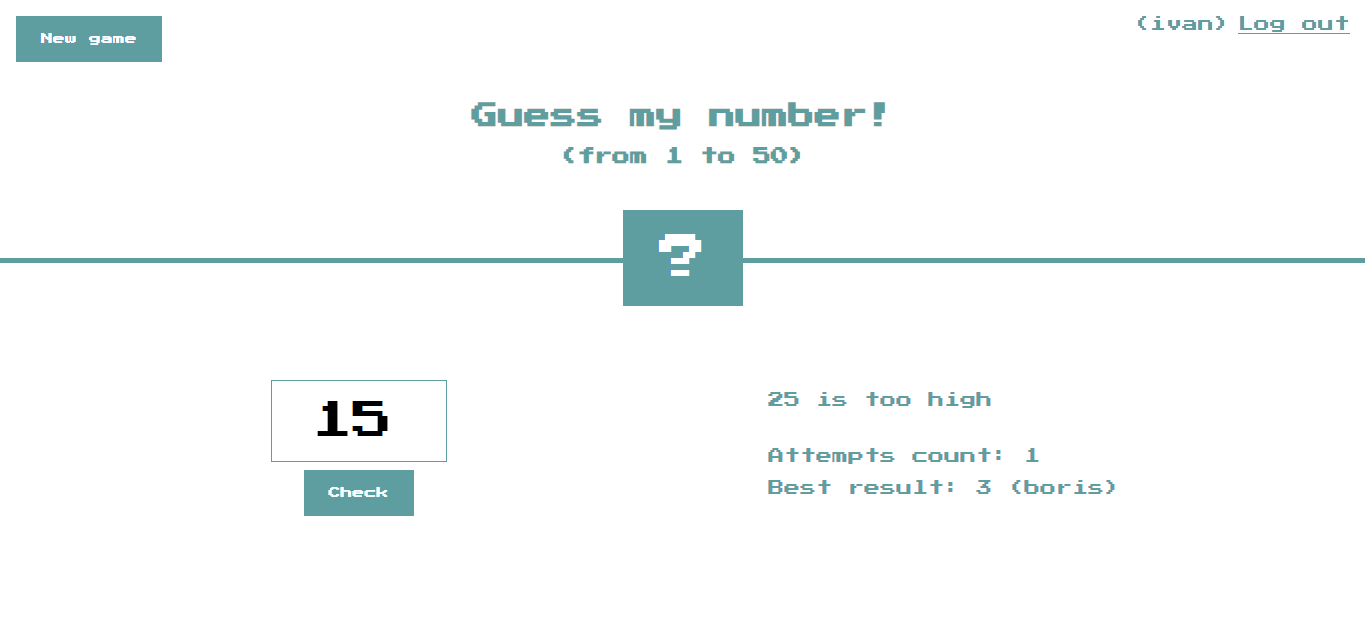 New game
(ivan) Log out
Guess my number!
(from 1 to 50)
?
15
Check
25 is too high
Attempts count: 1
Best result: 3 (boris)